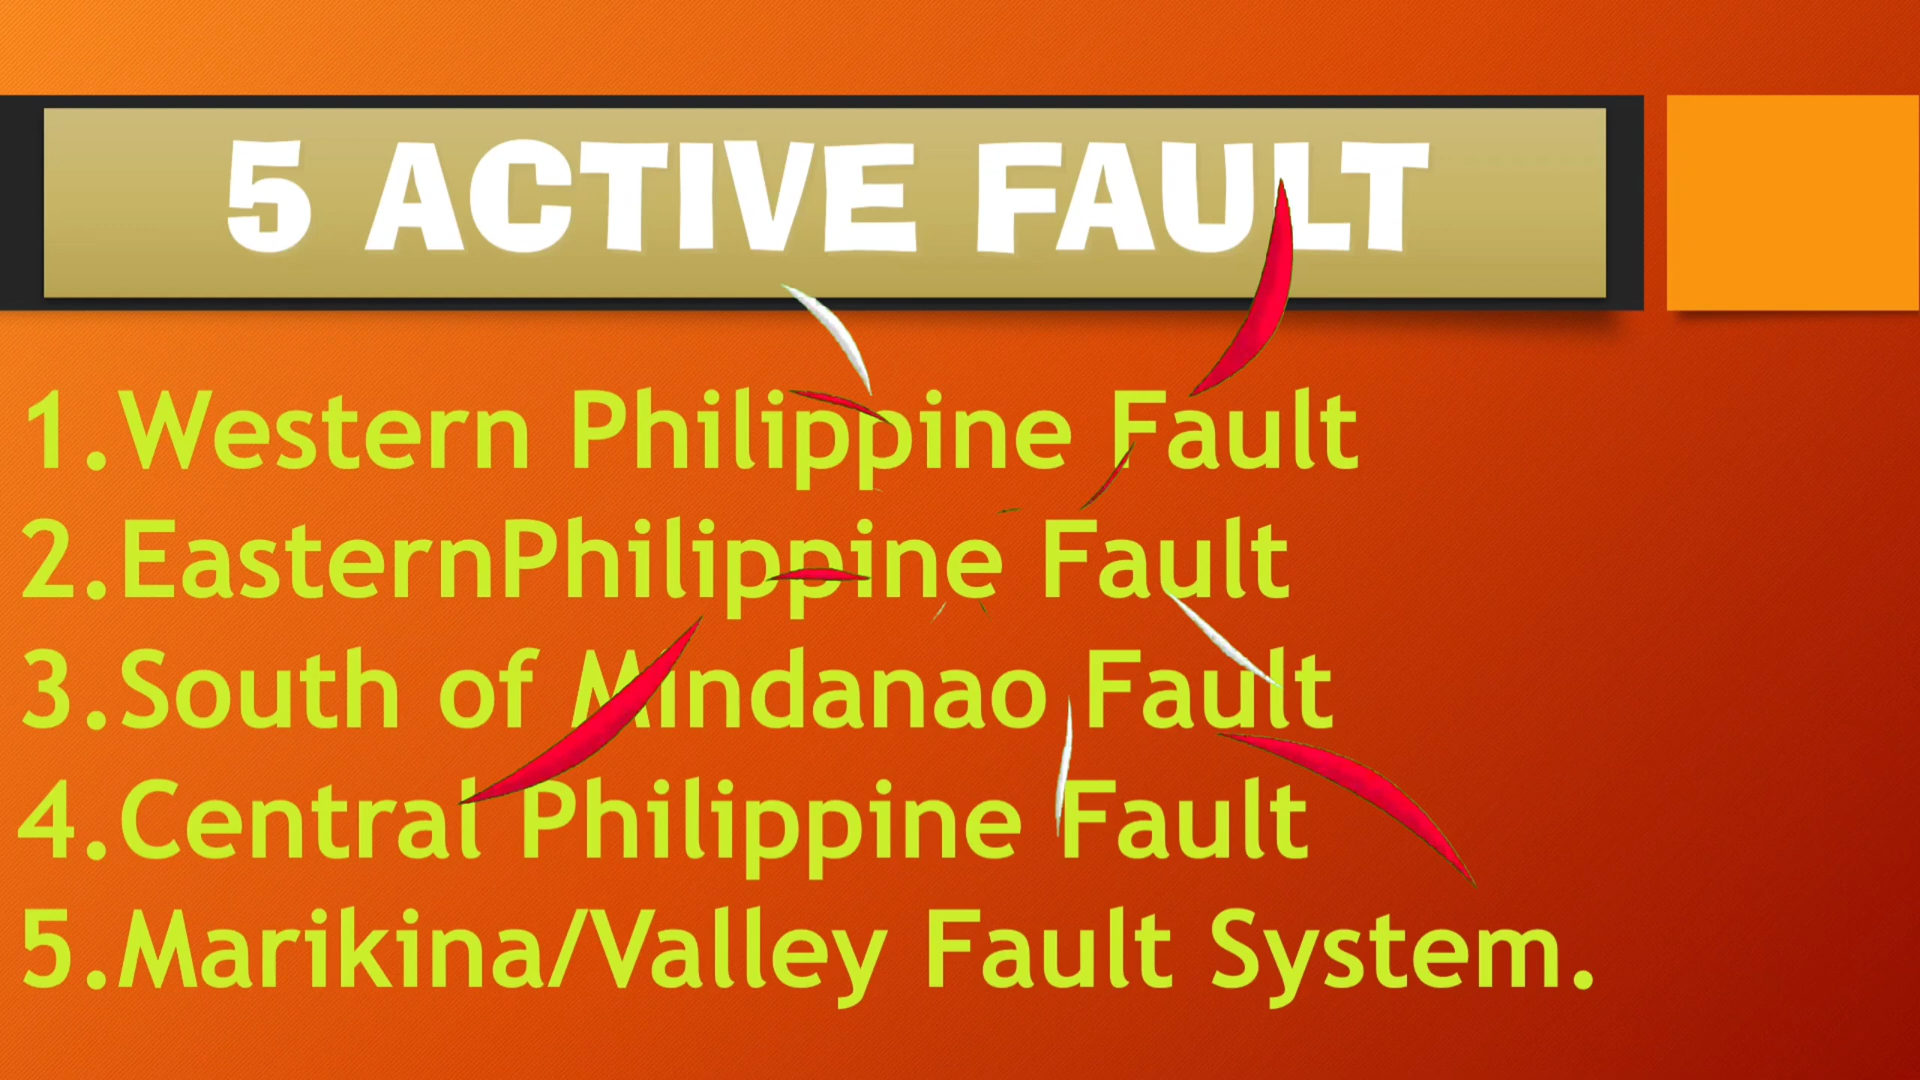 5 ACTIVE FAULT
1.Western Philippine Fault
2.EasternPhilippine Fault
3.South of Mindanao Fault
4.Central Philippine Fault
5.Marikina/Valley Fault System.